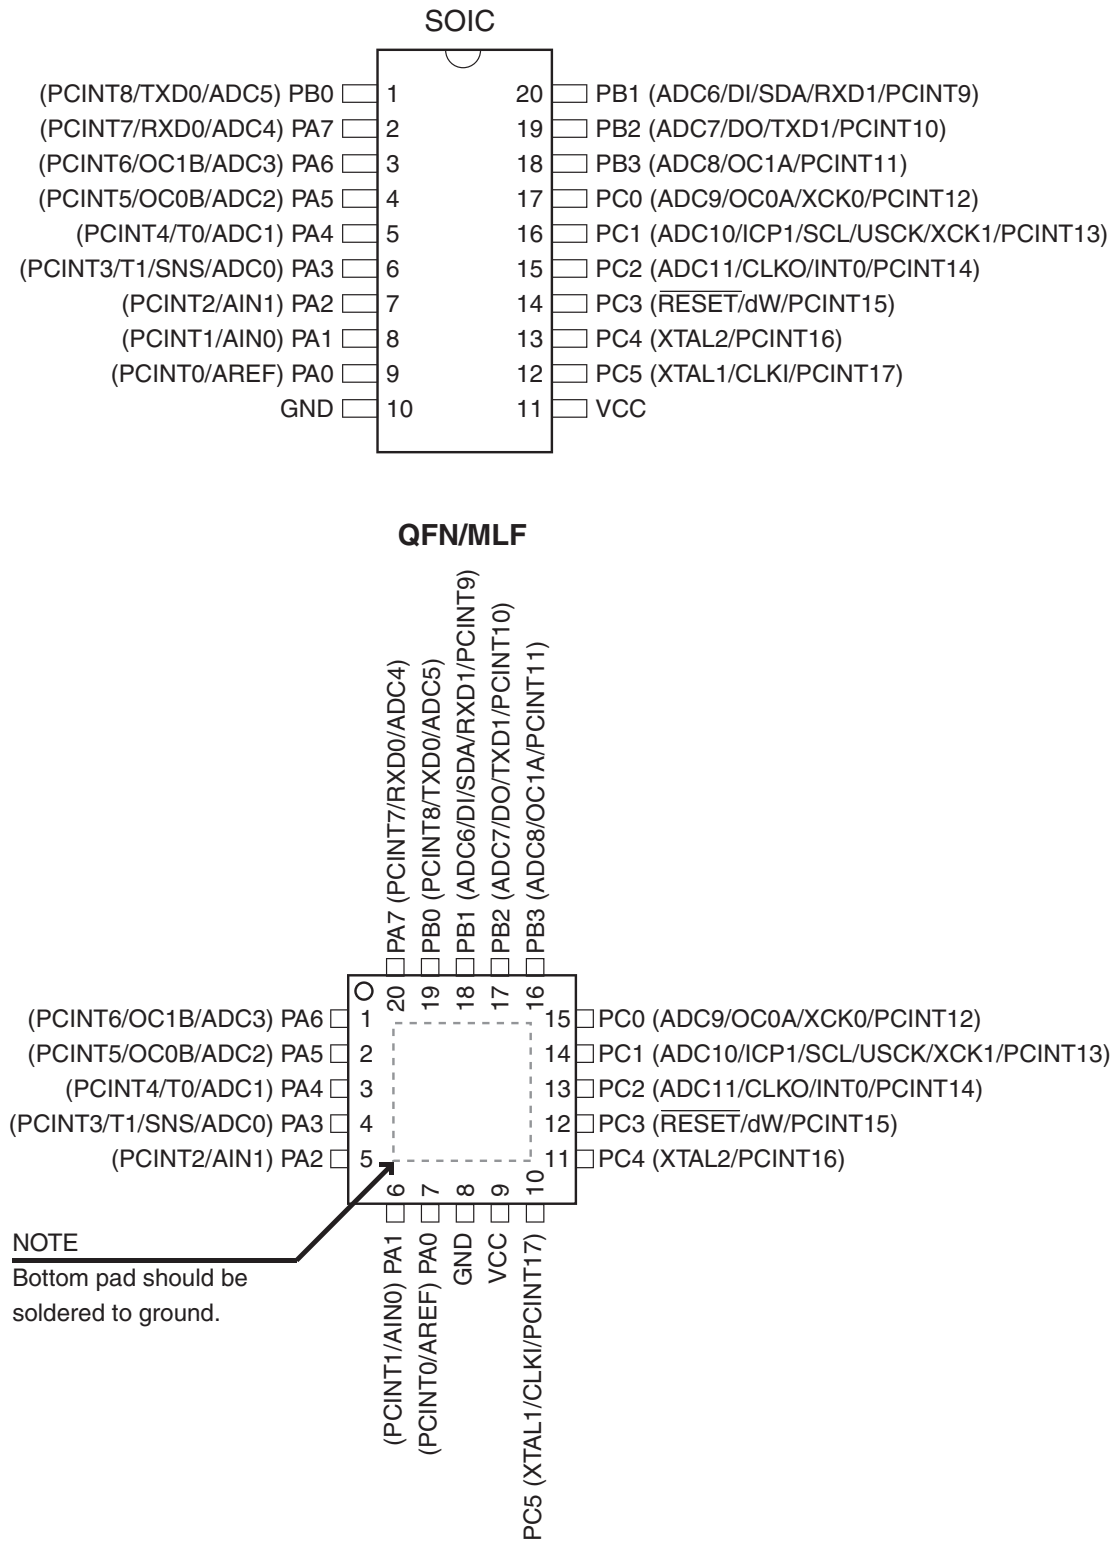 SOIC
(PCINT8/TXD0/ADC5) PB0 1 20 PB1 (ADC6/DI/SDA/RXD1/PCINT9)
(PCINT7/RXD0/ADC4) PA7 2 19 PB2 (ADC7/DO/TXD1/PCINT10)
(PCINT6/OC1B/ADC3) PA6 3 18 PB3 (ADC8/OC1A/PCINT11)
(PCINT5/OC0B/ADC2) PA5 4 17 PC0 (ADC9/OC0A/XCK0/PCINT12)
(PCINT4/T0/ADC1) PA4 5 16 PC1 (ADC10/ICP1/SCL/USCK/XCK1/PCINT13)
(PCINT3/T1/SNS/ADC0) PA3 6 15 PC2 (ADC11/CLKO/INT0/PCINT14)
(PCINT2/AIN1) PA2 7 14 PC3 (RESET/dW/PCINT15)
(PCINT1/AIN0) PA1 8 13 PC4 (XTAL2/PCINT16)
(PCINT0/AREF) PA0 9 12 PC5 (XTAL1/CLKI/PCINT17)
GND 10 11 VCC
QFN/MLF
20 PA7 (PCINT7/RXD0/ADC4)
19 PB0 (PCINT8/TXD0/ADC5)
18 PB1 (ADC6/DI/SDA/RXD1/PCINT9)
17 PB2 (ADC7/DO/TXD1/PCINT10)
16 PB3 (ADC8/OC1A/PCINT11)
(PCINT6/OC1B/ADC3) PA6 1 15 PC0 (ADC9/OC0A/XCK0/PCINT12)
(PCINT5/OC0B/ADC2) PA5 2 14 PC1 (ADC10/ICP1/SCL/USCK/XCK1/PCINT13)
(PCINT4/T0/ADC1) PA4 3 13 PC2 (ADC11/CLKO/INT0/PCINT14)
(PCINT3/T1/SNS/ADC0) PA3 4 12 PC3 (RESET/dW/PCINT15)
(PCINT2/AIN1) PA2 5 11 PC4 (XTAL2/PCINT16)
(PCINT1/AIN0) PA1 6
(PCINT0/AREF) PA0 7
GND 8
VCC 9
PC5 (XTAL1/CLKI/PCINT17) 10
NOTE
Bottom pad should be
soldered to ground.